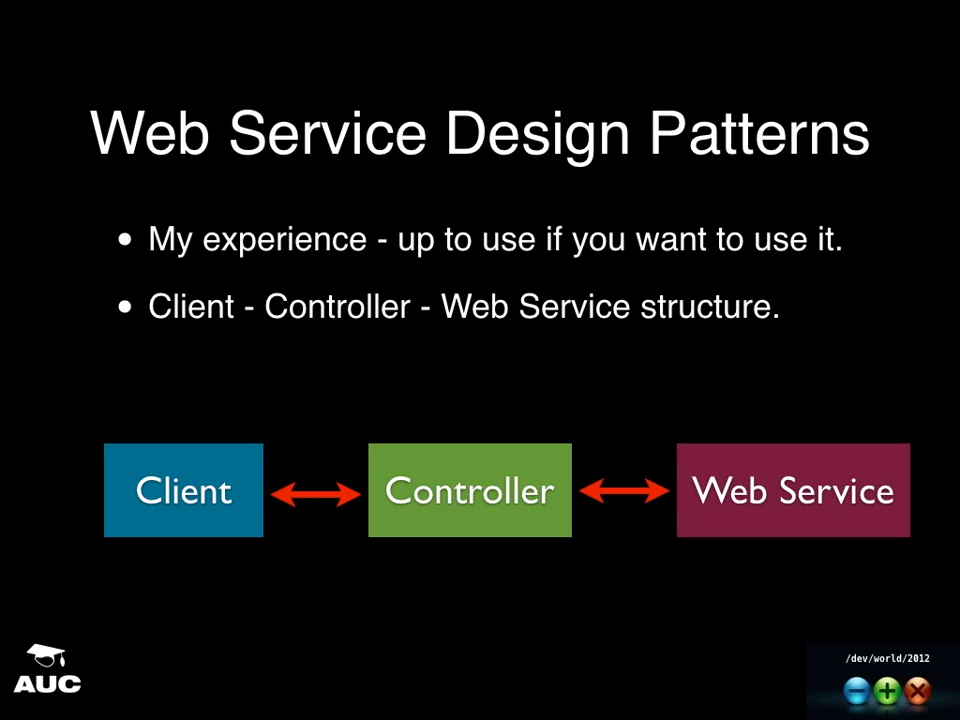 Web Service Design Patterns
• My experience - up to use if you want to use it.
• Client - Controller - Web Service structure.
Client
Controller
Web Service
AUC
/dev/world/2012